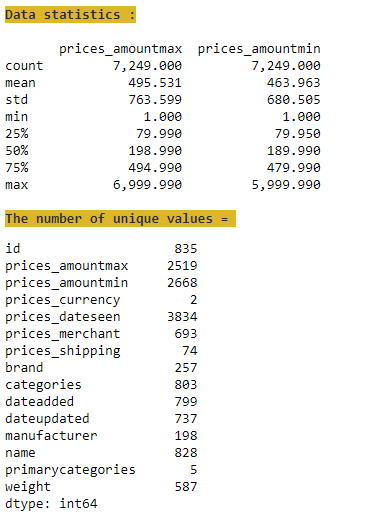 Data statistics :
prices_amountmax prices_amountmin
count 7,249.000 7,249.000
mean 495.531 463.963
std 763.599 680.505
min 1.000 1.000
25% 79.990 79.950
50% 198.990 189.990
75% 494.990 479.990
max 6,999.990 5,999.990
The number of unique values =
id 835
prices_amountmax 2519
prices_amountmin 2668
prices_currency 2
prices_dateseen 3834
prices_merchant 693
prices_shipping 74
brand 257
categories 803
dateadded 799
dateupdated 737
manufacturer 198
name 828
primarycategories 5
weight 587
dtype: int64